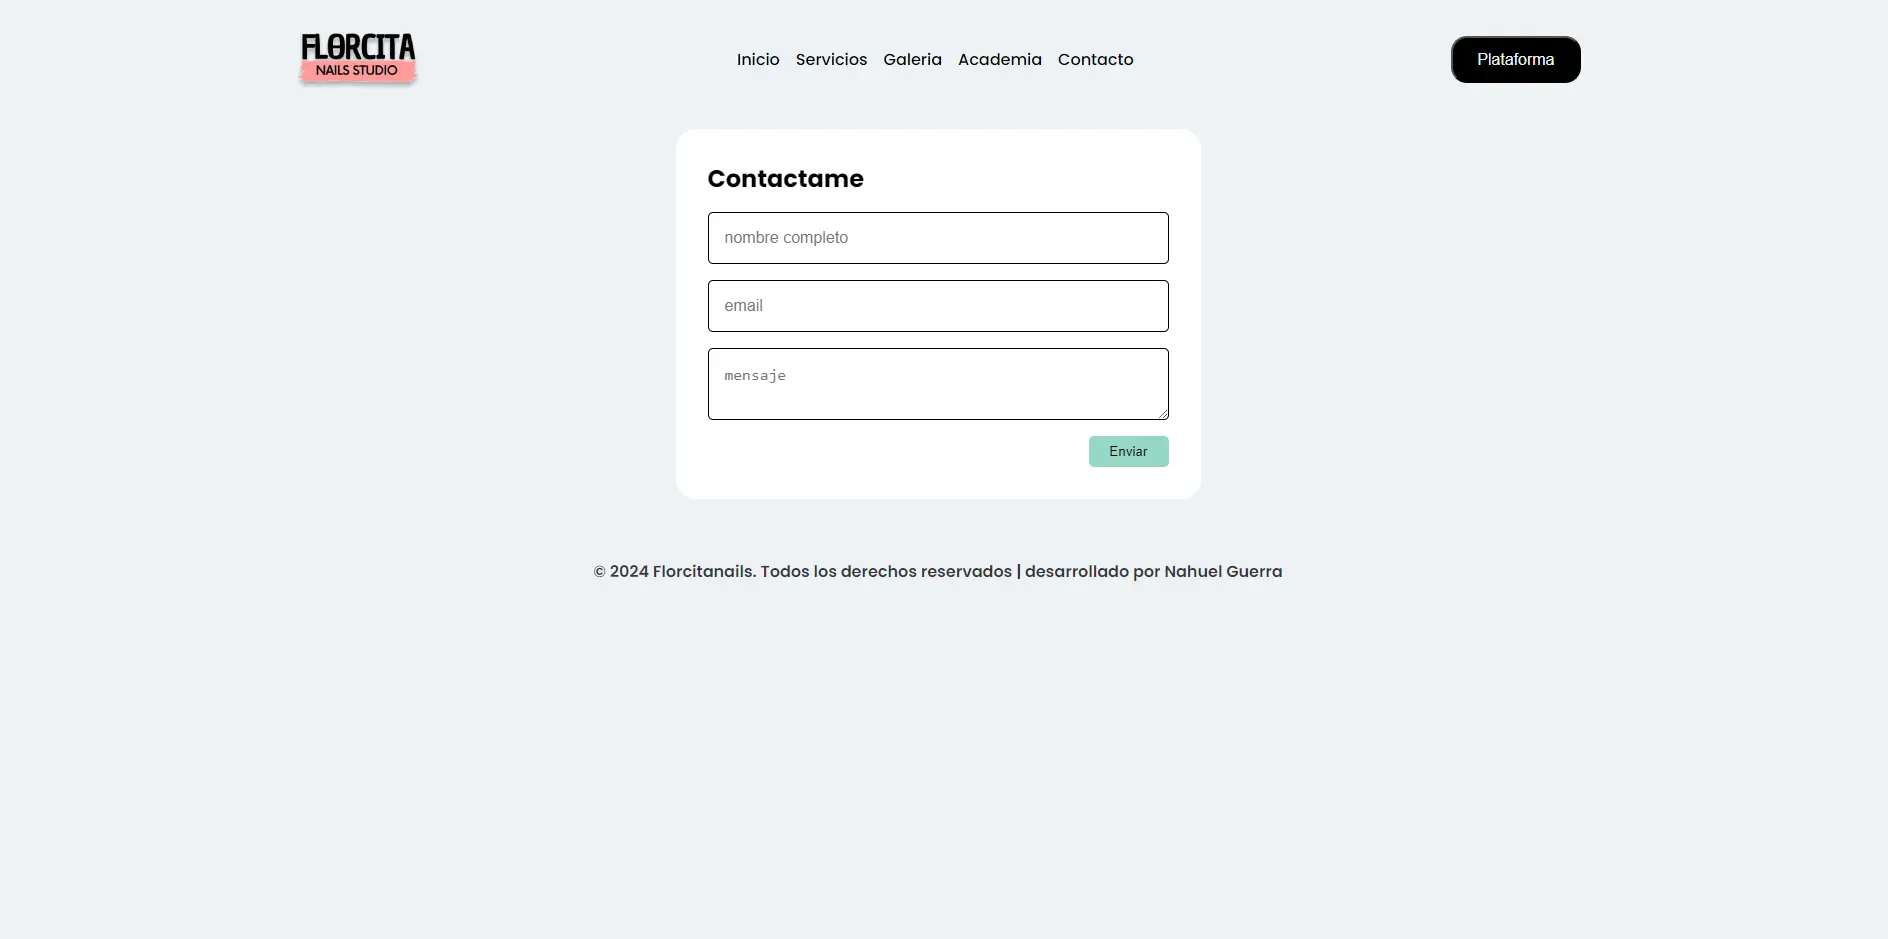 FLORCITA
NAILS STUDIO
Inicio Servicios Galeria Academia Contacto
Plataforma
Contactame
nombre completo
email
mensaje
Enviar
© 2024 Florcitanails. Todos los derechos reservados | desarrollado por Nahuel Guerra